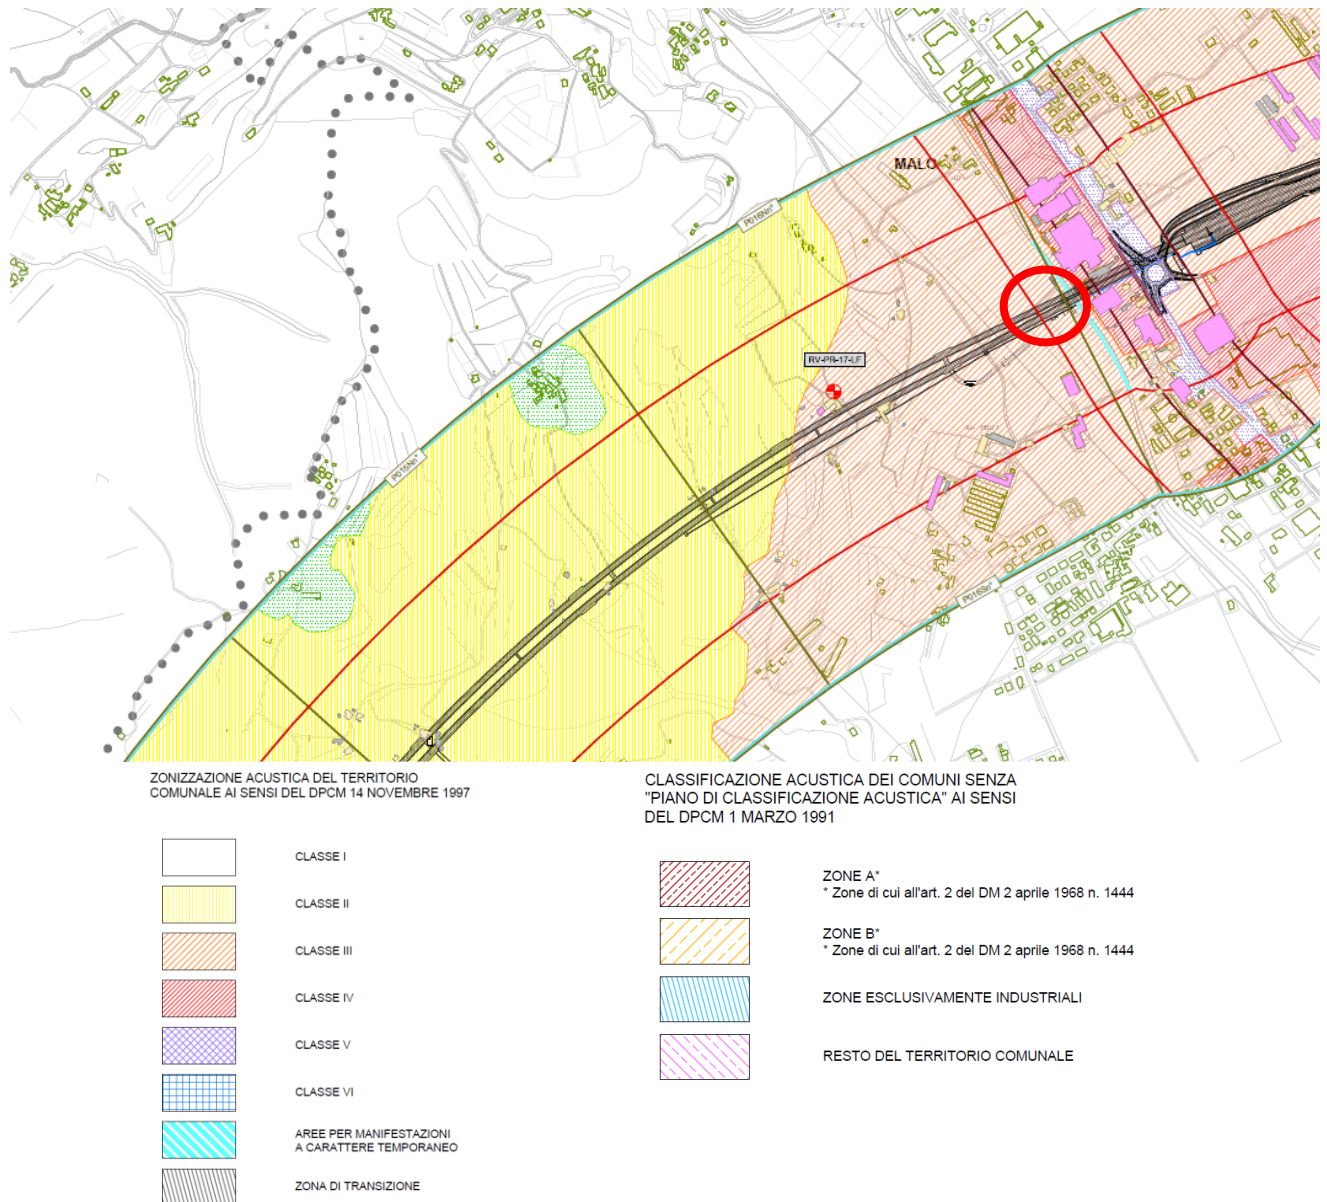 MALO
P016Nn*
RV-PR-17-LF
P016Nn*
P016Sn*
ZONIZZAZIONE ACUSTICA DEL TERRITORIO
COMUNALE AI SENSI DEL DPCM 14 NOVEMBRE 1997
CLASSE I
CLASSE II
CLASSE III
CLASSE IV
CLASSE V
CLASSE VI
AREE PER MANIFESTAZIONI
A CARATTERE TEMPORANEO
ZONA DI TRANSIZIONE
CLASSIFICAZIONE ACUSTICA DEI COMUNI SENZA
"PIANO DI CLASSIFICAZIONE ACUSTICA" AI SENSI
DEL DPCM 1 MARZO 1991
ZONE A*
* Zone di cui all'art. 2 del DM 2 aprile 1968 n. 1444
ZONE B*
* Zone di cui all'art. 2 del DM 2 aprile 1968 n. 1444
ZONE ESCLUSIVAMENTE INDUSTRIALI
RESTO DEL TERRITORIO COMUNALE